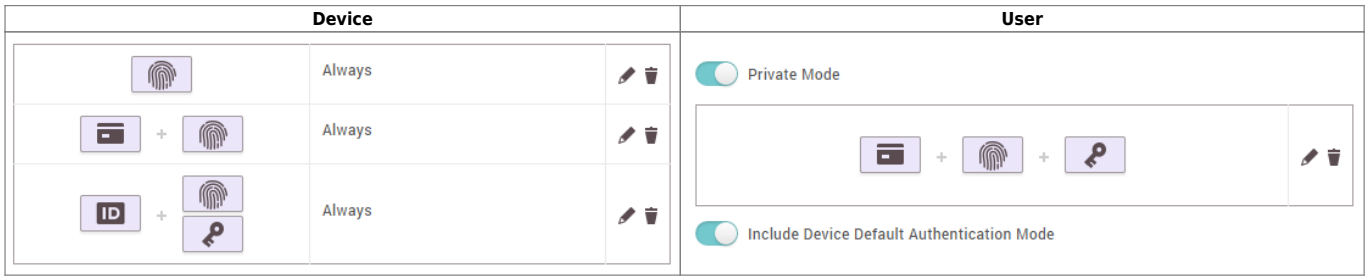 Device
User
Always
Private Mode
+
Always
+
+
ID
+
Always
Include Device Default Authentication Mode